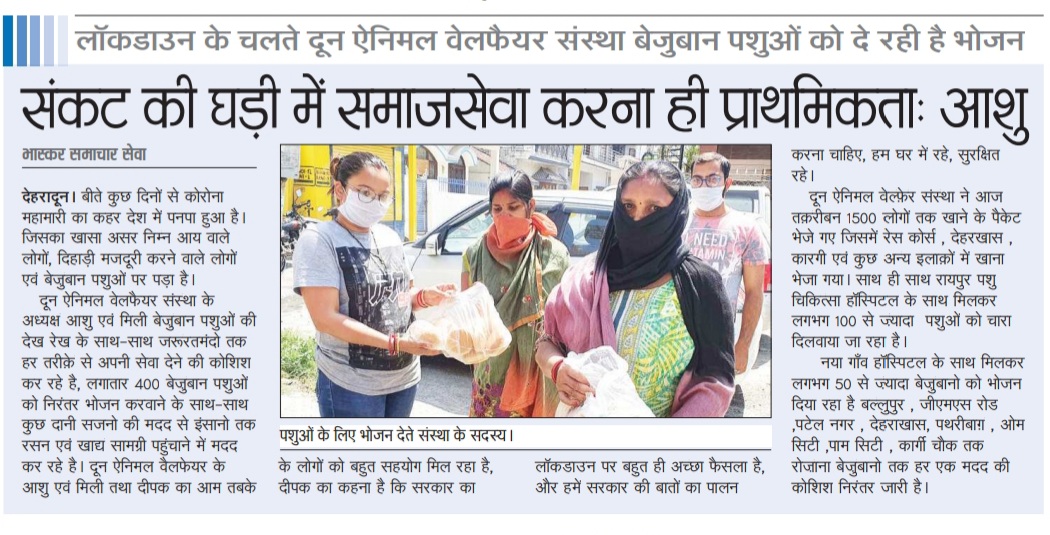 लॉकडाउन के चलते दून ऐनिमल वेलफैयर संस्था बेजुबान पशुओं को दे रही है भोजन
संकट की घड़ी में समाजसेवा करना ही प्राथमिकताः आशु
भास्कर समाचार सेवा
देहरादून। बीते कुछ दिनों से कोरोना
महामारी का कहर देश में पनपा हुआ है।
जिसका खासा असर निम्न आय वाले
लोगों, दिहाड़ी मजदूरी करने वाले लोगों
एवं बेजुबान पशुओं पर पड़ा है।
दून ऐनिमल वेलफैयर संस्था के
अध्यक्ष आशु एवं मिली बेजुबान पशुओं की
देख रेख के साथ-साथ जरूरतमंदो तक
हर तरीक़े से अपनी सेवा देने की कोशिश
कर रहे है, लगातार 400 बेजुबान पशुओं
को निरंतर भोजन करवाने के साथ-साथ
कुछ दानी सजनो की मदद से इंसानो तक
रसन एवं खाद्य सामग्री पहुंचाने में मदद
कर रहे है। दून ऐनिमल वैलफेयर के
आशु एवं मिली तथा दीपक का आम तबके
NEED
पशुओं के लिए भोजन देते संस्था के सदस्य।
के लोगों को बहुत सहयोग मिल रहा है,
दीपक का कहना है कि सरकार का
लॉकडाउन पर बहुत ही अच्छा फैसला है,
और हमें सरकार की बातों का पालन
करना चाहिए, हम घर में रहे, सुरक्षित
रहे।
दून ऐनिमल वेल्फ़ेर संस्था ने आज
तक़रीबन 1500 लोगों तक खाने के पैकेट
भेजे गए जिसमें रेस कोर्स , देहरखास ,
कारगी एवं कुछ अन्य इलाक़ों में खाना
भेजा गया। साथ ही साथ रायपुर पशु
चिकित्सा हॉस्पिटल के साथ मिलकर
लगभग 100 से ज्यादा पशुओं को चारा
दिलवाया जा रहा है।
नया गाँव हॉस्पिटल के साथ मिलकर
लगभग 50 से ज्यादा बेजुबानो को भोजन
दिया रहा है बल्लुपुर , जीएमएस रोड
,पटेल नगर , देहराखास, पथरीबाग़ , ओम
सिटी ,पाम सिटी , कार्गी चौक तक
रोजाना बेजुबानो तक हर एक मदद की
कोशिश निरंतर जारी है।